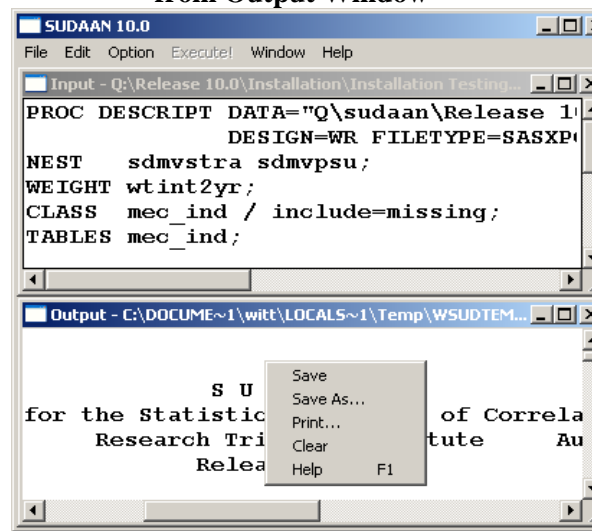 from Output Window
SUDAAN 10.0
File Edit Option Execute! Window Help
Input - Q:\Release 10.0\Installation\Installation Testing...
PROC DESCRIPT DATA="Q\sudaan\Release 1
DESIGN=WR FILETYPE=SASXP
NEST sdmvstra sdmvpsu;
WEIGHT wtint2yr;
CLASS mec_ind / include=missing;
TABLES mec_ind;
Output - C:\DOCUME~1\witt\LOCALS~1\Temp\WSUDTEM...
S U
for the Statistic of Correla
Research Tri tute Au
Relea
Save
Save As...
Print...
Clear
Help F1